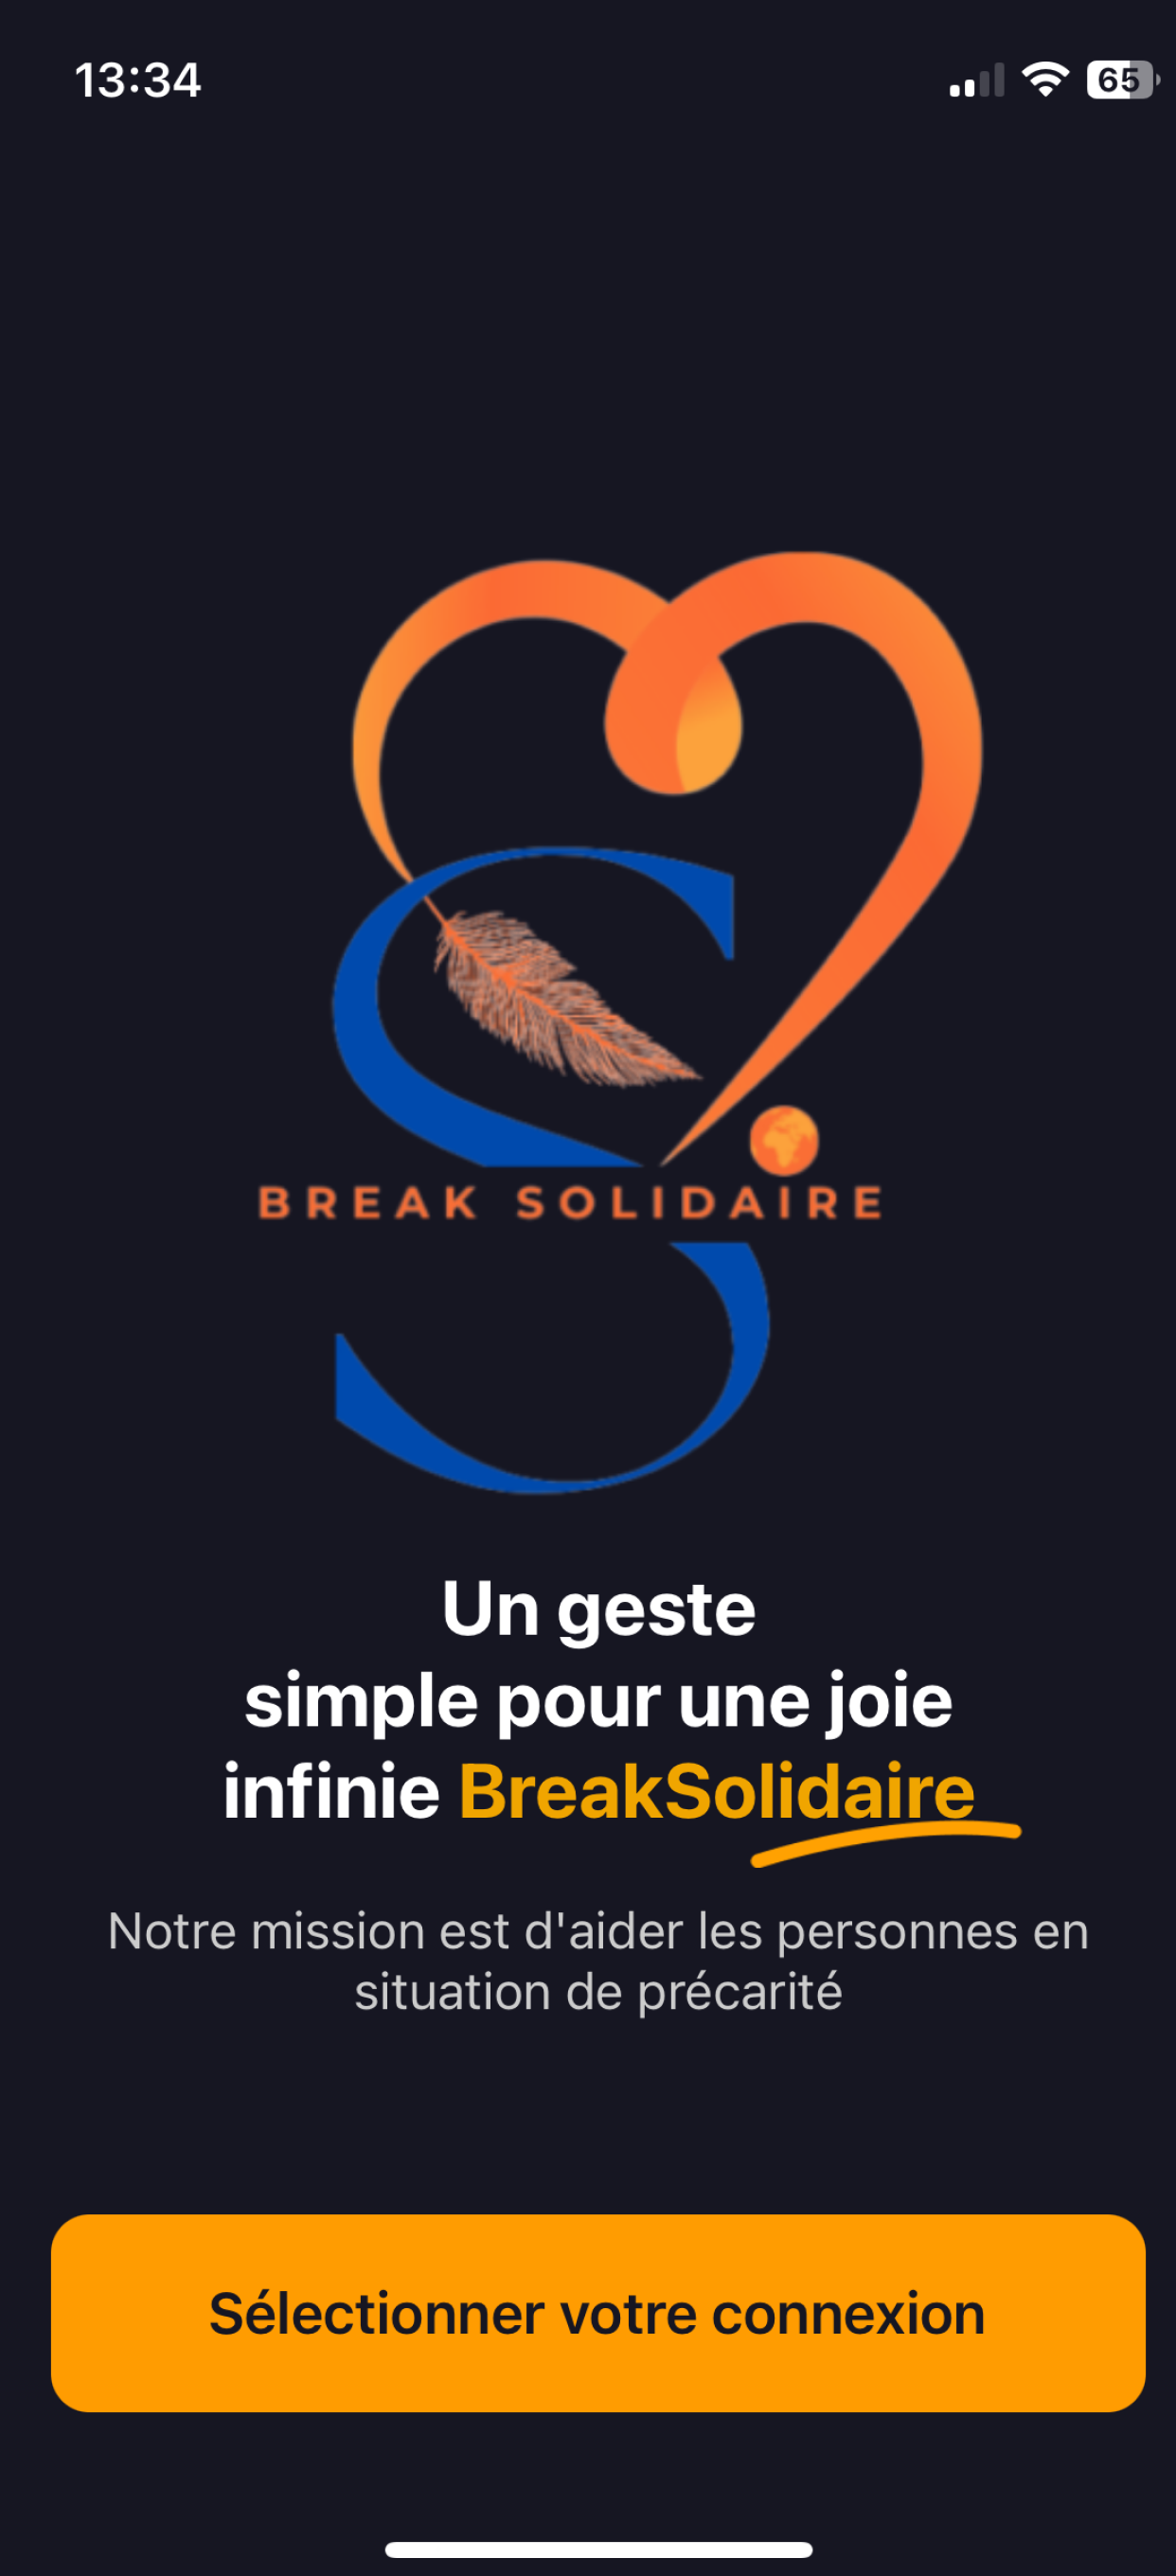 13:34
65
BREAK SOLIDAIRE
Un geste
simple pour une joie
infinie BreakSolidaire
Notre mission est d'aider les personnes en
situation de précarité
Sélectionner votre connexion